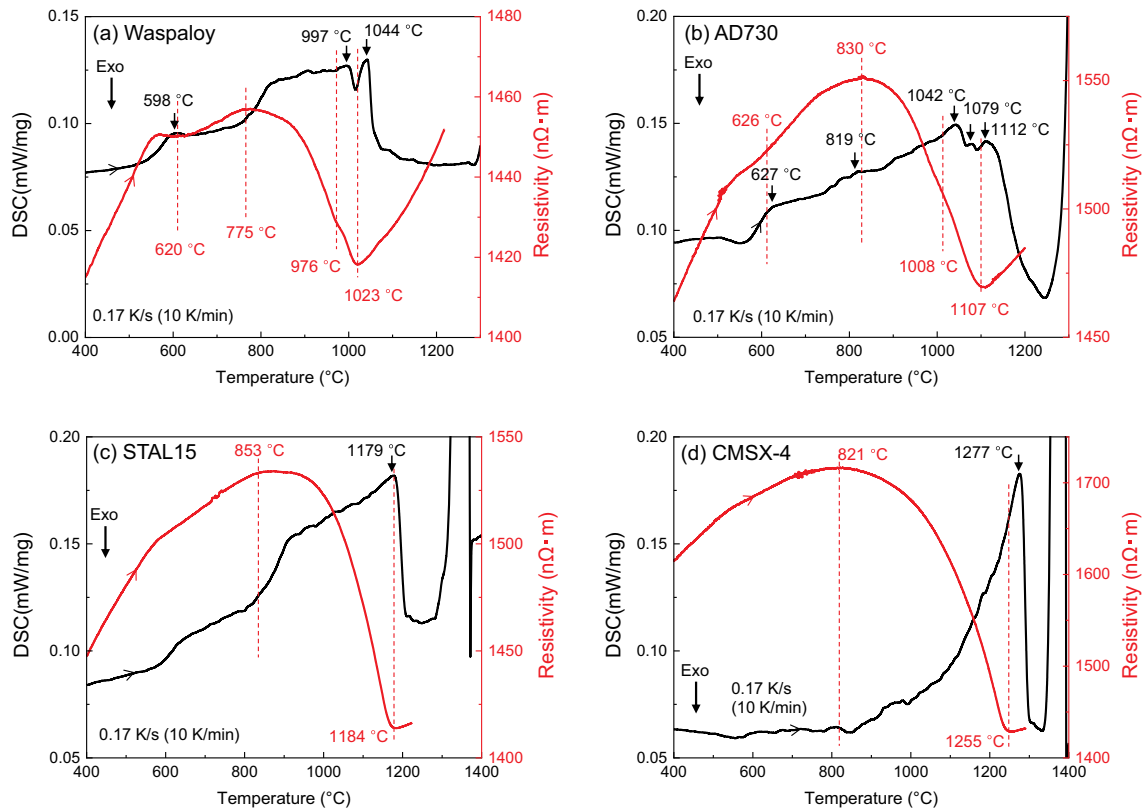 (a) Waspaloy
997 °C
1044 °C
Exo
598 °C
620 °C
775 °C
976 °C
1023 °C
0.17 K/s (10 K/min)
0.00
0.05
0.10
0.15
DSC(mW/mg)
400
600
800
1000
1200
Temperature (°C)
1400
1420
1440
1460
1480
Resistivity (nΩ·m)
(b) AD730
830 °C
Exo
626 °C
627 °C
819 °C
1042 °C
1079 °C
1112 °C
1008 °C
1107 °C
0.17 K/s (10 K/min)
0.05
0.10
0.15
0.20
DSC(mW/mg)
400
600
800
1000
1200
Temperature (°C)
1450
1500
1550
Resistivity (nΩ·m)
(c) STAL15
853 °C
1179 °C
Exo
1184 °C
0.17 K/s (10 K/min)
0.05
0.10
0.15
0.20
DSC(mW/mg)
400
600
800
1000
1200
1400
Temperature (°C)
1400
1450
1500
1550
Resistivity (nΩ·m)
(d) CMSX-4
821 °C
1277 °C
Exo
0.17 K/s
(10 K/min)
1255 °C
0.05
0.10
0.15
0.20
DSC(mW/mg)
400
600
800
1000
1200
1400
Temperature (°C)
1400
1500
1600
1700
Resistivity (nΩ·m)